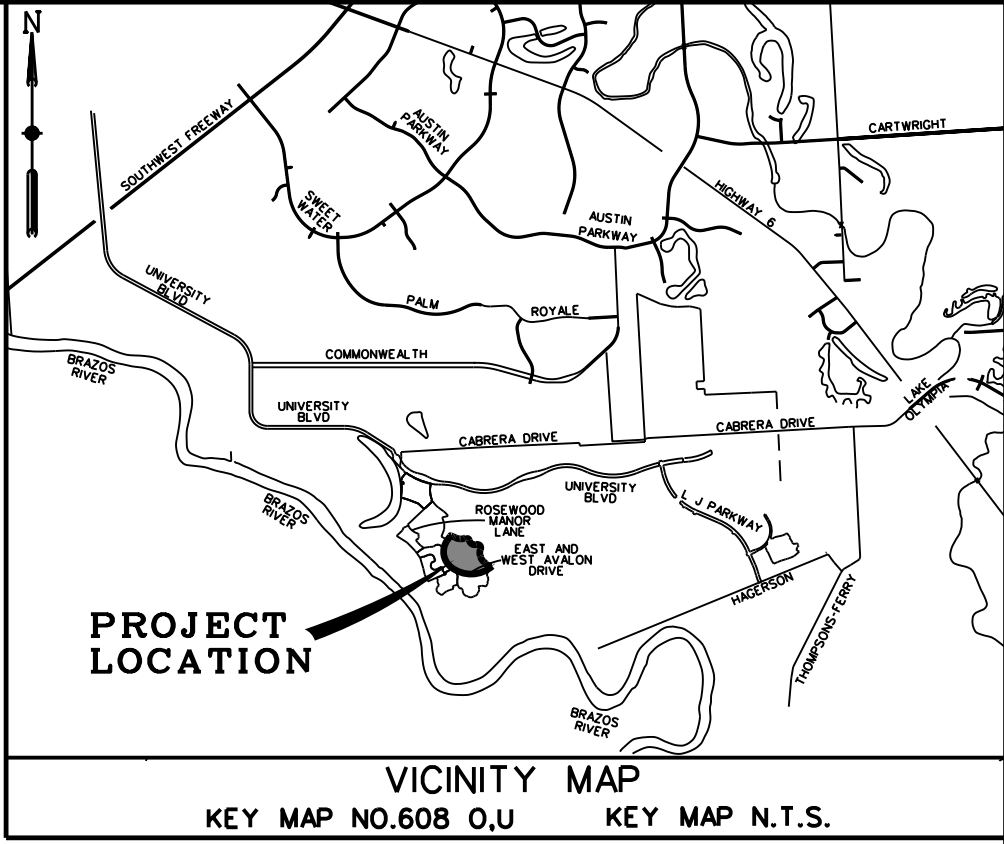 N
SOUTHWEST FREEWAY
AUSTIN
PARKWAY
CARTWRIGHT
SWEET
WATER
HIGHWAY 6
AUSTIN
PARKWAY
UNIVERSITY
BLVD
PALM
ROYALE
COMMONWEALTH
BRAZOS
RIVER
LAKE
OLYMPIA
UNIVERSITY
BLVD
CABRERA DRIVE
CABRERA DRIVE
UNIVERSITY
BLVD
BRAZOS
RIVER
ROSEWOOD
MANOR
LANE
L J PARKWAY
EAST AND
WEST AVALON
DRIVE
HAGERSON
THOMPSONS-FERRY
PROJECT
LOCATION
BRAZOS
RIVER
VICINITY MAP
KEY MAP NO.608 O,U KEY MAP N.T.S.